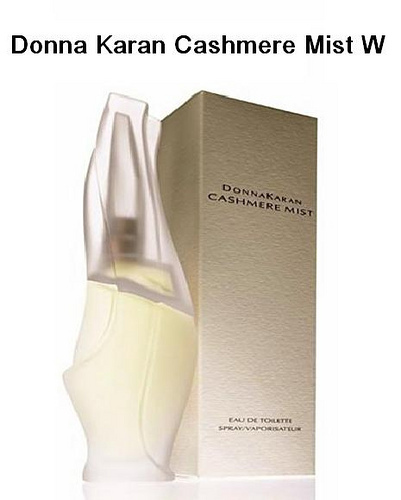 Donna Karan Cashmere Mist W
DONNAKARAN
CASHMERE MIST
EAU DE TOILETTE
SPRAY/VAPORISATEUR